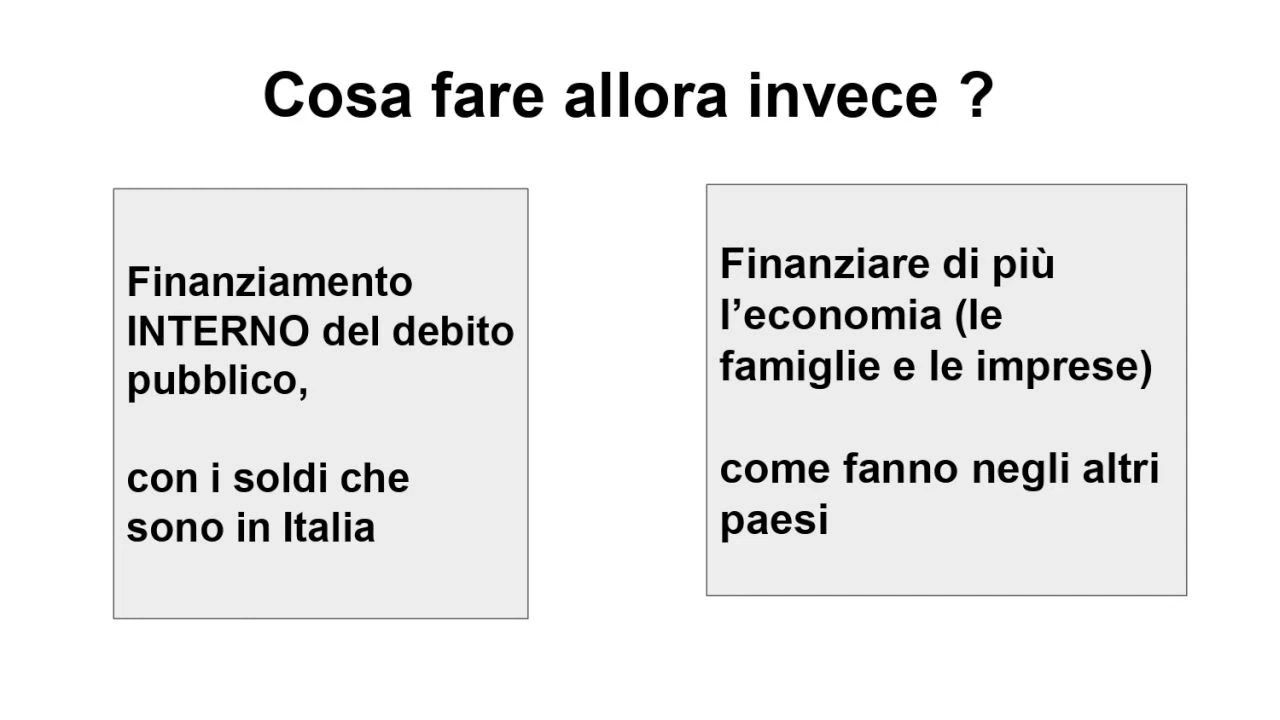 Cosa fare allora invece ?
Finanziamento
INTERNO del debito
pubblico,
con i soldi che
sono in Italia
Finanziare di più
l’economia (le
famiglie e le imprese)
come fanno negli altri
paesi